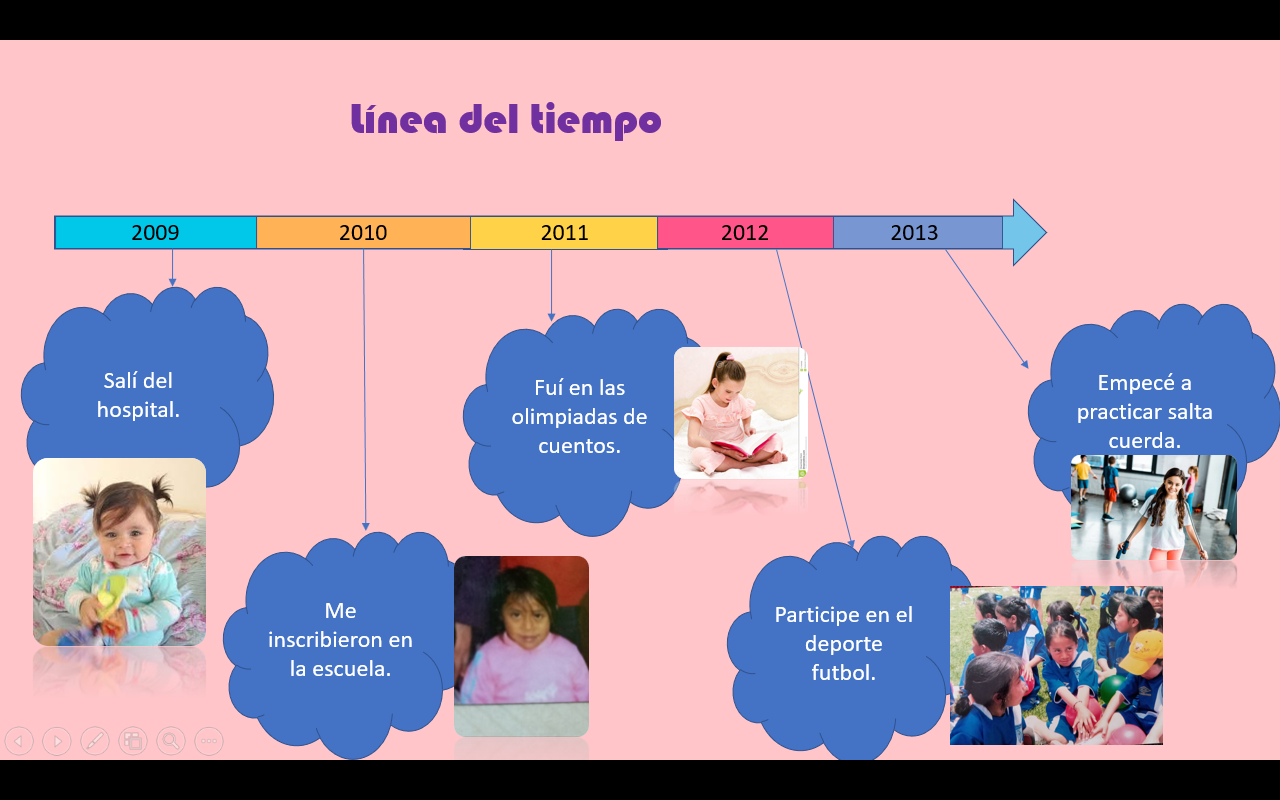 Línea del tiempo
2009
2010
2011
2012
2013
Salí del
hospital.
Me
inscribieron en
la escuela.
Fuí en las
olimpiadas de
cuentos.
Participe en el
deporte
futbol.
Empecé a
practicar salta
cuerda.